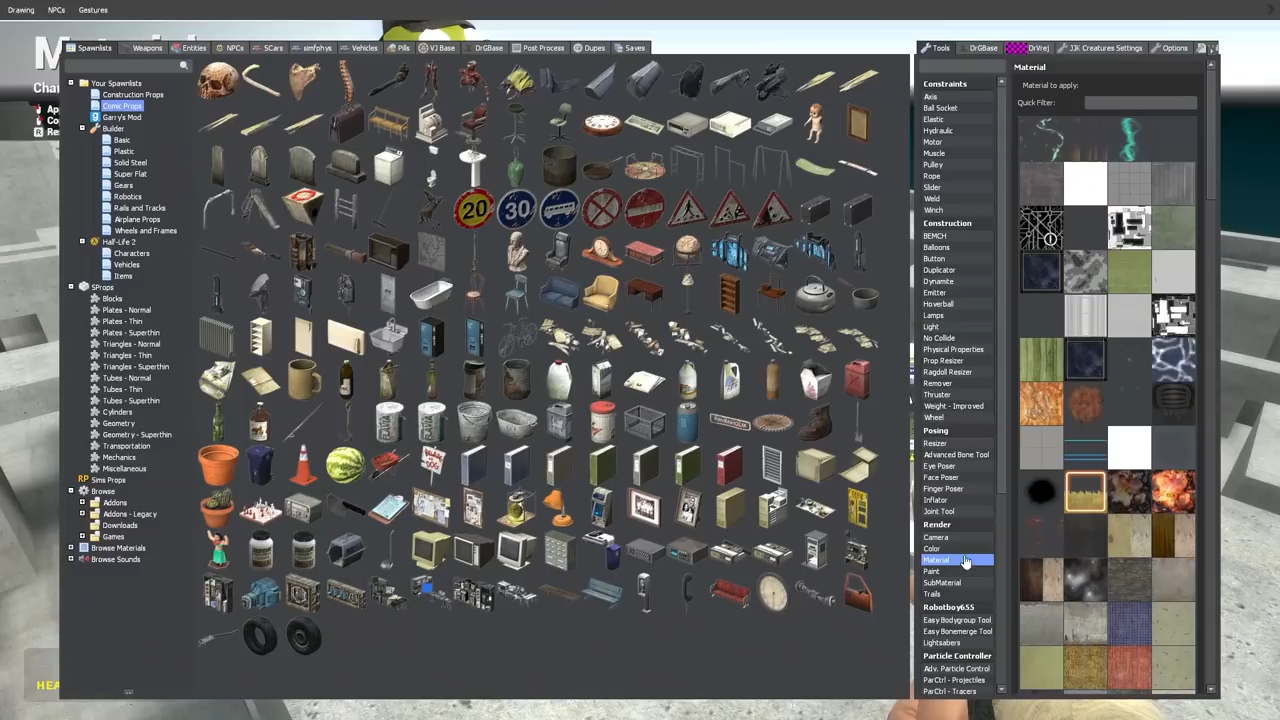 Drawing NPCs Gestures
Spawnlists Weapons Entities NPCs SCars simfphys Vehicles Pills VJ Base DrGBase Post Process Dupes Saves
Your Spawnlists
Construction Props
Comic Props
Garry's Mod
Builder
Basic
Plastic
Solid Steel
Super Flat
Gears
Robotics
Rails and Tracks
Airplane Props
Wheels and Frames
Half-Life 2
Characters
Vehicles
Items
SProps
Blocks
Plates - Normal
Plates - Thin
Plates - Superthin
Triangles - Normal
Triangles - Thin
Triangles - Superthin
Tubes - Normal
Tubes - Thin
Tubes - Superthin
Cylinders
Geometry
Geometry - Superthin
Transportation
Mechanics
Miscellaneous
RP Sims Props
Browse
Addons
Addons - Legacy
Downloads
Games
Browse Materials
Browse Sounds
20 30
Tools DrGBase DrVrej JJK Creatures Settings Options
Constraints
Axis
Ball Socket
Elastic
Hydraulic
Motor
Muscle
Pulley
Rope
Slider
Weld
Winch
Construction
BEMCH
Balloons
Button
Duplicator
Dynamite
Emitter
Hoverball
Lamps
Light
No Collide
Physical Properties
Prop Resizer
Ragdoll Resizer
Remover
Thruster
Weight - Improved
Wheel
Posing
Resizer
Advanced Bone Tool
Eye Poser
Face Poser
Finger Poser
Inflator
Joint Tool
Render
Camera
Color
Material
Paint
SubMaterial
Trails
Robotboy655
Easy Bodygroup Tool
Easy Bonemerge Tool
Lightsabers
Particle Controller
Adv. Particle Control
ParCtrl - Projectiles
ParCtrl - Tracers
Material
Material to apply:
Quick Filter:
M
Cha
R Res
HEA